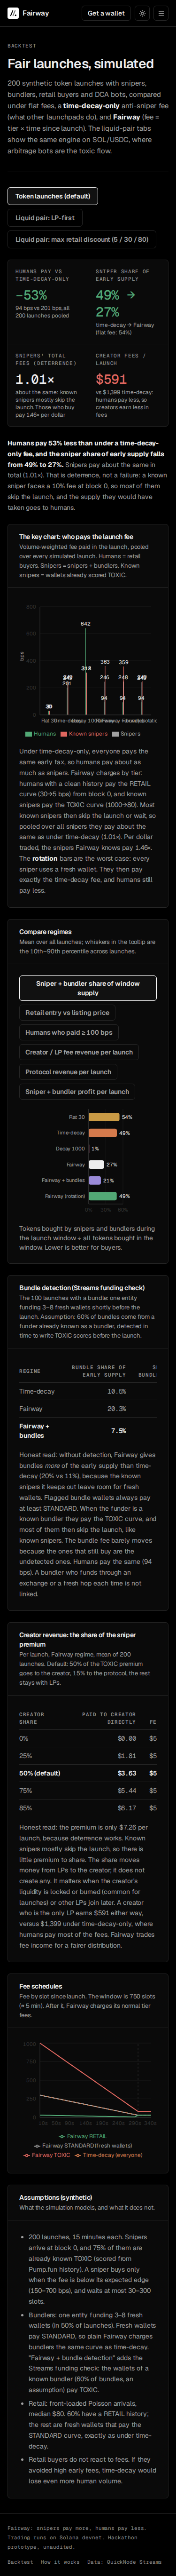 Fairway
Get a wallet
BACKTEST
Fair launches, simulated
200 synthetic token launches with snipers,
bundlers, retail buyers and DCA bots, compared
under flat fees, a time-decay-only anti-sniper fee
(what other launchpads do), and Fairway (fee =
tier × time since launch). The liquid-pair tabs
show the same engine on SOL/USDC, where
arbitrage bots are the toxic flow.
Token launches (default)
Liquid pair: LP-first
Liquid pair: max retail discount (5 / 30 / 80)
HUMANS PAY VS
TIME-DECAY-ONLY
−53%
94 bps vs 201 bps, all
200 launches pooled
SNIPER SHARE OF
EARLY SUPPLY
49% →
27%
time-decay → Fairway
(flat fee: 54%)
SNIPERS' TOTAL
FEES (DETERRENCE)
1.01×
about the same: known
snipers mostly skip the
launch. Those who buy
pay 1.46× per dollar
CREATOR FEES /
LAUNCH
$591
vs $1,399 time-decay:
humans pay less, so
creators earn less in
fees
Humans pay 53% less than under a time-decay-
only fee, and the sniper share of early supply falls
from 49% to 27%. Snipers pay about the same in
total (1.01×). That is deterrence, not a failure: a known
sniper faces a 10% fee at block 0, so most of them
skip the launch, and the supply they would have
taken goes to humans.
The key chart: who pays the launch fee
Volume-weighted fee paid in the launch, pooled
over every simulated launch. Humans = retail
buyers. Snipers = snipers + bundlers. Known
snipers = wallets already scored TOXIC.
bps
800
600
400
200
0
642
363
359
246
246
201
94
94
94
Humans
Known snipers
Snipers
Under time-decay-only, everyone pays the
same early tax, so humans pay about as
much as snipers. Fairway charges by tier:
humans with a clean history pay the RETAIL
curve (30→5 bps) from block 0, and known
snipers pay the TOXIC curve (1000→80). Most
known snipers then skip the launch or wait, so
pooled over all snipers they pay about the
same as under time-decay (1.01×). Per dollar
traded, the snipers Fairway knows pay 1.46×.
The rotation bars are the worst case: every
sniper uses a fresh wallet. They then pay
exactly the time-decay fee, and humans still
pay less.
Compare regimes
Mean over all launches; whiskers in the tooltip are
the 10th–90th percentile across launches.
Sniper + bundler share of window
supply
Retail entry vs listing price
Humans who paid ≥ 100 bps
Creator / LP fee revenue per launch
Protocol revenue per launch
Sniper + bundler profit per launch
Flat 30
54%
Time-decay
49%
Decay 1000
1%
Fairway
27%
Fairway + bundles
21%
Fairway (rotation)
49%
0%
30%
60%
Tokens bought by snipers and bundlers during
the launch window ÷ all tokens bought in the
window. Lower is better for buyers.
Bundle detection (Streams funding check)
The 100 launches with a bundle: one entity
funding 3–8 fresh wallets shortly before the
launch. Assumption: 60% of bundles come from a
funder already known as a bundler, detected in
time to write TOXIC scores before the launch.
REGIME
BUNDLE SHARE OF
EARLY SUPPLY
S
BUNDL
Time-decay
10.5%
Fairway
20.3%
Fairway +
bundles
7.5%
Honest read: without detection, Fairway gives
bundles more of the early supply than time-
decay (20% vs 11%), because the known
snipers it keeps out leave room for fresh
wallets. Flagged bundle wallets always pay
at least STANDARD. When the funder is a
known bundler they pay the TOXIC curve, and
most of them then skip the launch, like
known snipers. The bundle fee barely moves
because those that still buy are the
undetected ones. Humans pay the same (94
bps). A bundler who funds through an
exchange or a fresh hop each time is not
linked.
Creator revenue: the share of the sniper
premium
Per launch, Fairway regime, mean of 200
launches. Default: 50% of the TOXIC premium
goes to the creator, 15% to the protocol, the rest
stays with LPs.
CREATOR
SHARE
PAID TO CREATOR
DIRECTLY
FE
0%
$0.00
$5
25%
$1.81
$5
50% (default)
$3.63
$5
75%
$5.44
$5
85%
$6.17
$5
Honest read: the premium is only $7.26 per
launch, because deterrence works. Known
snipers mostly skip the launch, so there is
little premium to share. The share moves
money from LPs to the creator; it does not
create any. It matters when the creator's
liquidity is locked or burned (common for
launches) or other LPs join later. A creator
who is the only LP earns $591 either way,
versus $1,399 under time-decay-only, where
humans pay most of the fees. Fairway trades
fee income for a fairer distribution.
Fee schedules
Fee by slot since launch. The window is 750 slots
(≈ 5 min). After it, Fairway charges its normal tier
fees.
1000
750
500
250
0
Fairway RETAIL
Fairway STANDARD (fresh wallets)
Fairway TOXIC
Time-decay (everyone)
Assumptions (synthetic)
What the simulation models, and what it does not.
• 200 launches, 15 minutes each. Snipers
arrive at block 0, and 75% of them are
already known TOXIC (scored from
Pump.fun history). A sniper buys only
when the fee is below its expected edge
(150–700 bps), and waits at most 30–300
slots.
• Bundlers: one entity funding 3–8 fresh
wallets (in 50% of launches). Fresh wallets
pay STANDARD, so plain Fairway charges
bundlers the same curve as time-decay.
"Fairway + bundle detection" adds the
Streams funding check: the wallets of a
known bundler (60% of bundles, an
assumption) pay TOXIC.
• Retail: front-loaded Poisson arrivals,
median $80. 60% have a RETAIL history;
the rest are fresh wallets that pay the
STANDARD curve, exactly as under time-
decay.
• Retail buyers do not react to fees. If they
avoided high early fees, time-decay would
lose even more human volume.
Fairway: snipers pay more, humans pay less.
Trading runs on Solana devnet. Hackathon
prototype, unaudited.
Backtest
How it works
Data: QuickNode Streams